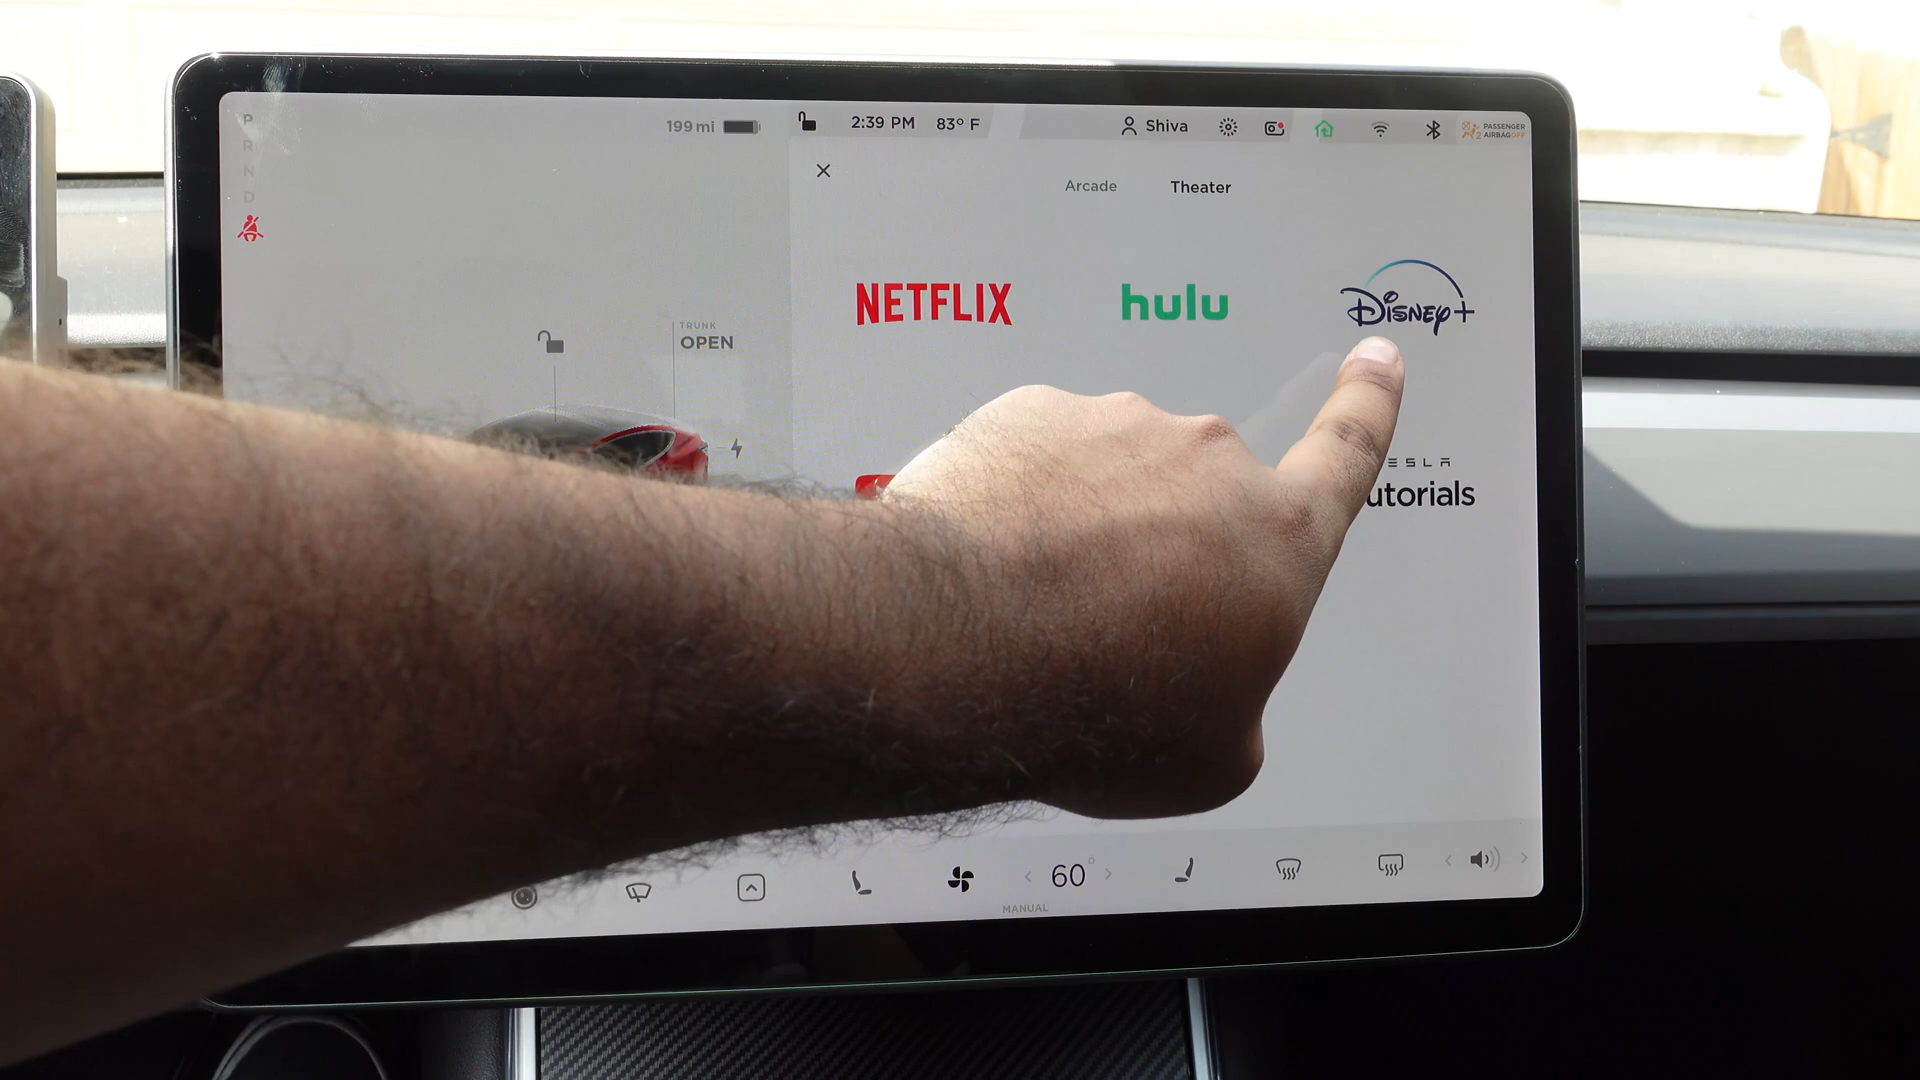 P
R
N
D
199 mi
2:39 PM 83° F
Shiva
PASSENGER
AIRBAG OFF
2
Arcade Theater
NETFLIX hulu Disney+
TRUNK
OPEN
utorials
60°
MANUAL